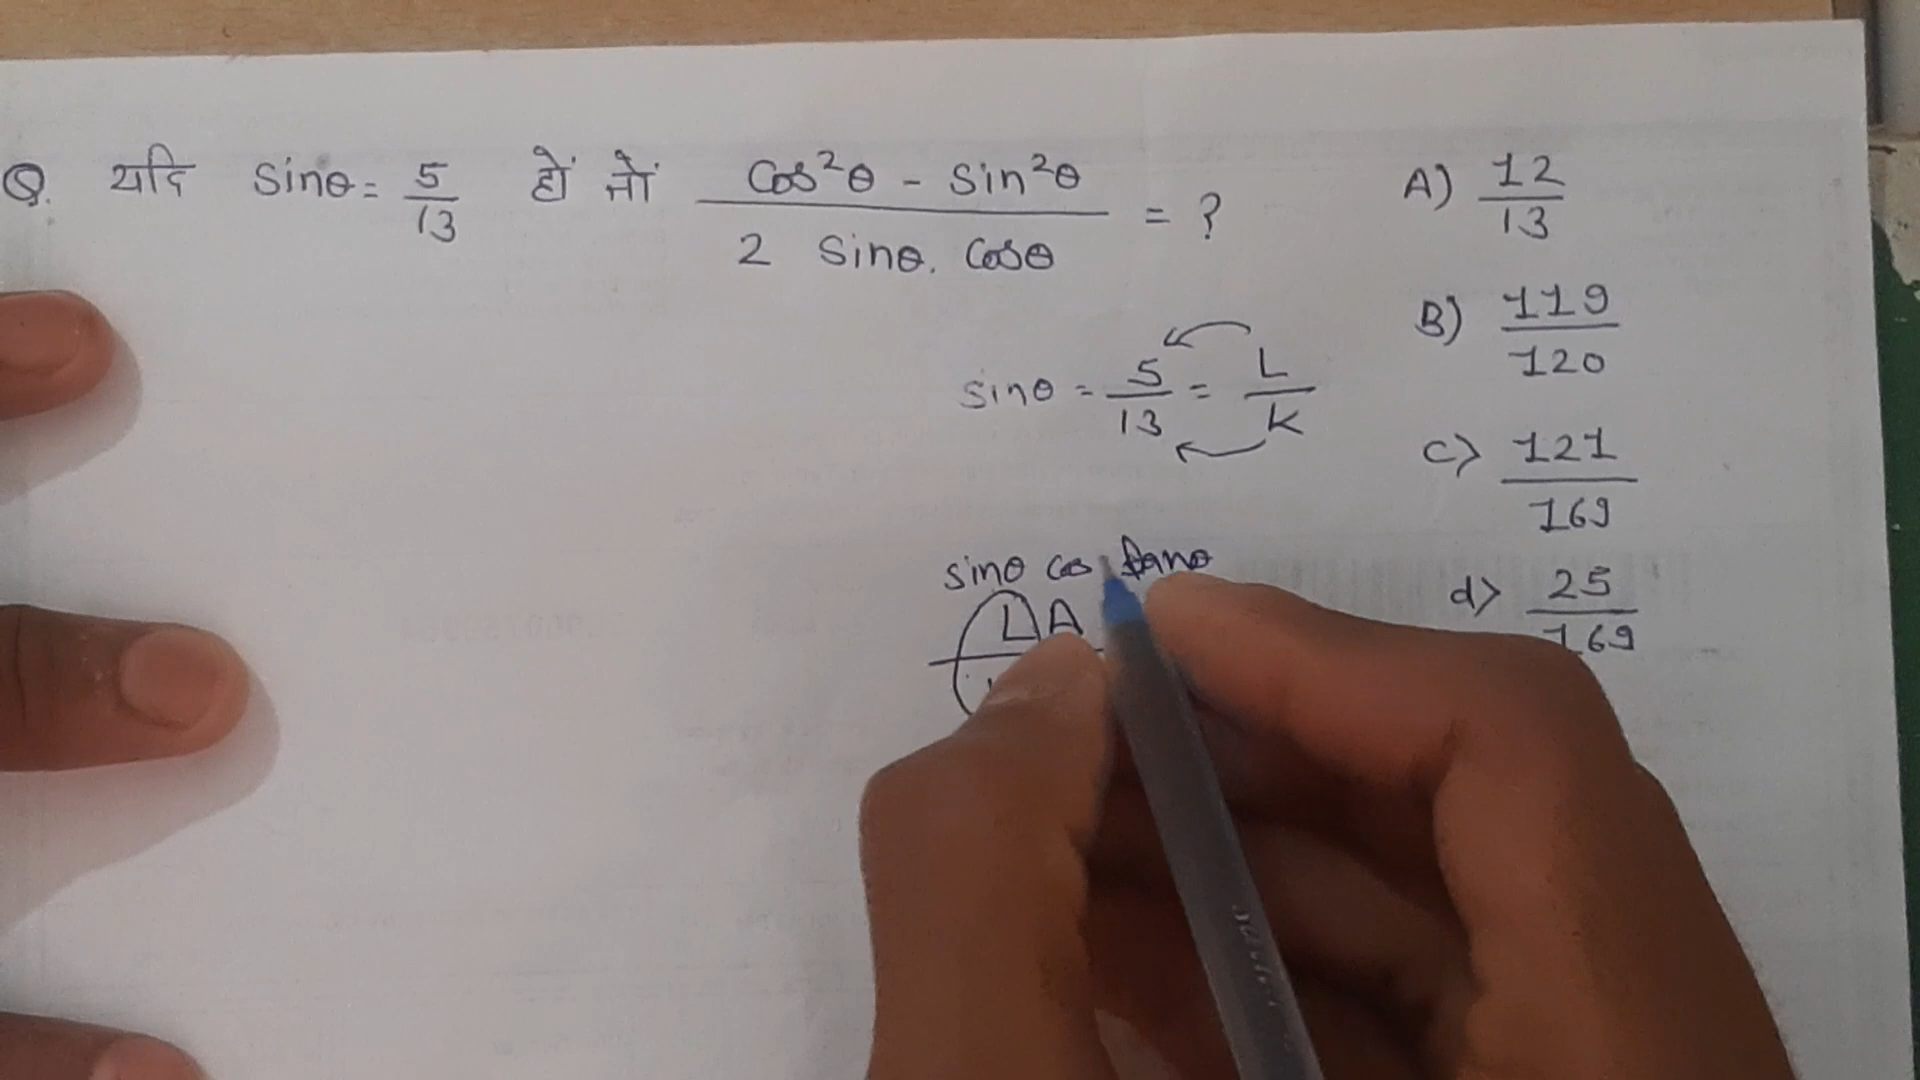 Q. यदि sinθ = 5/13 हो तो (cos²θ - sin²θ)/(2 sinθ. cosθ) = ?
A) 12/13
B) 119/120
C) 121/169
d) 25/169
sinθ = 5/13 = L/K
sinθ cos tanθ
L A